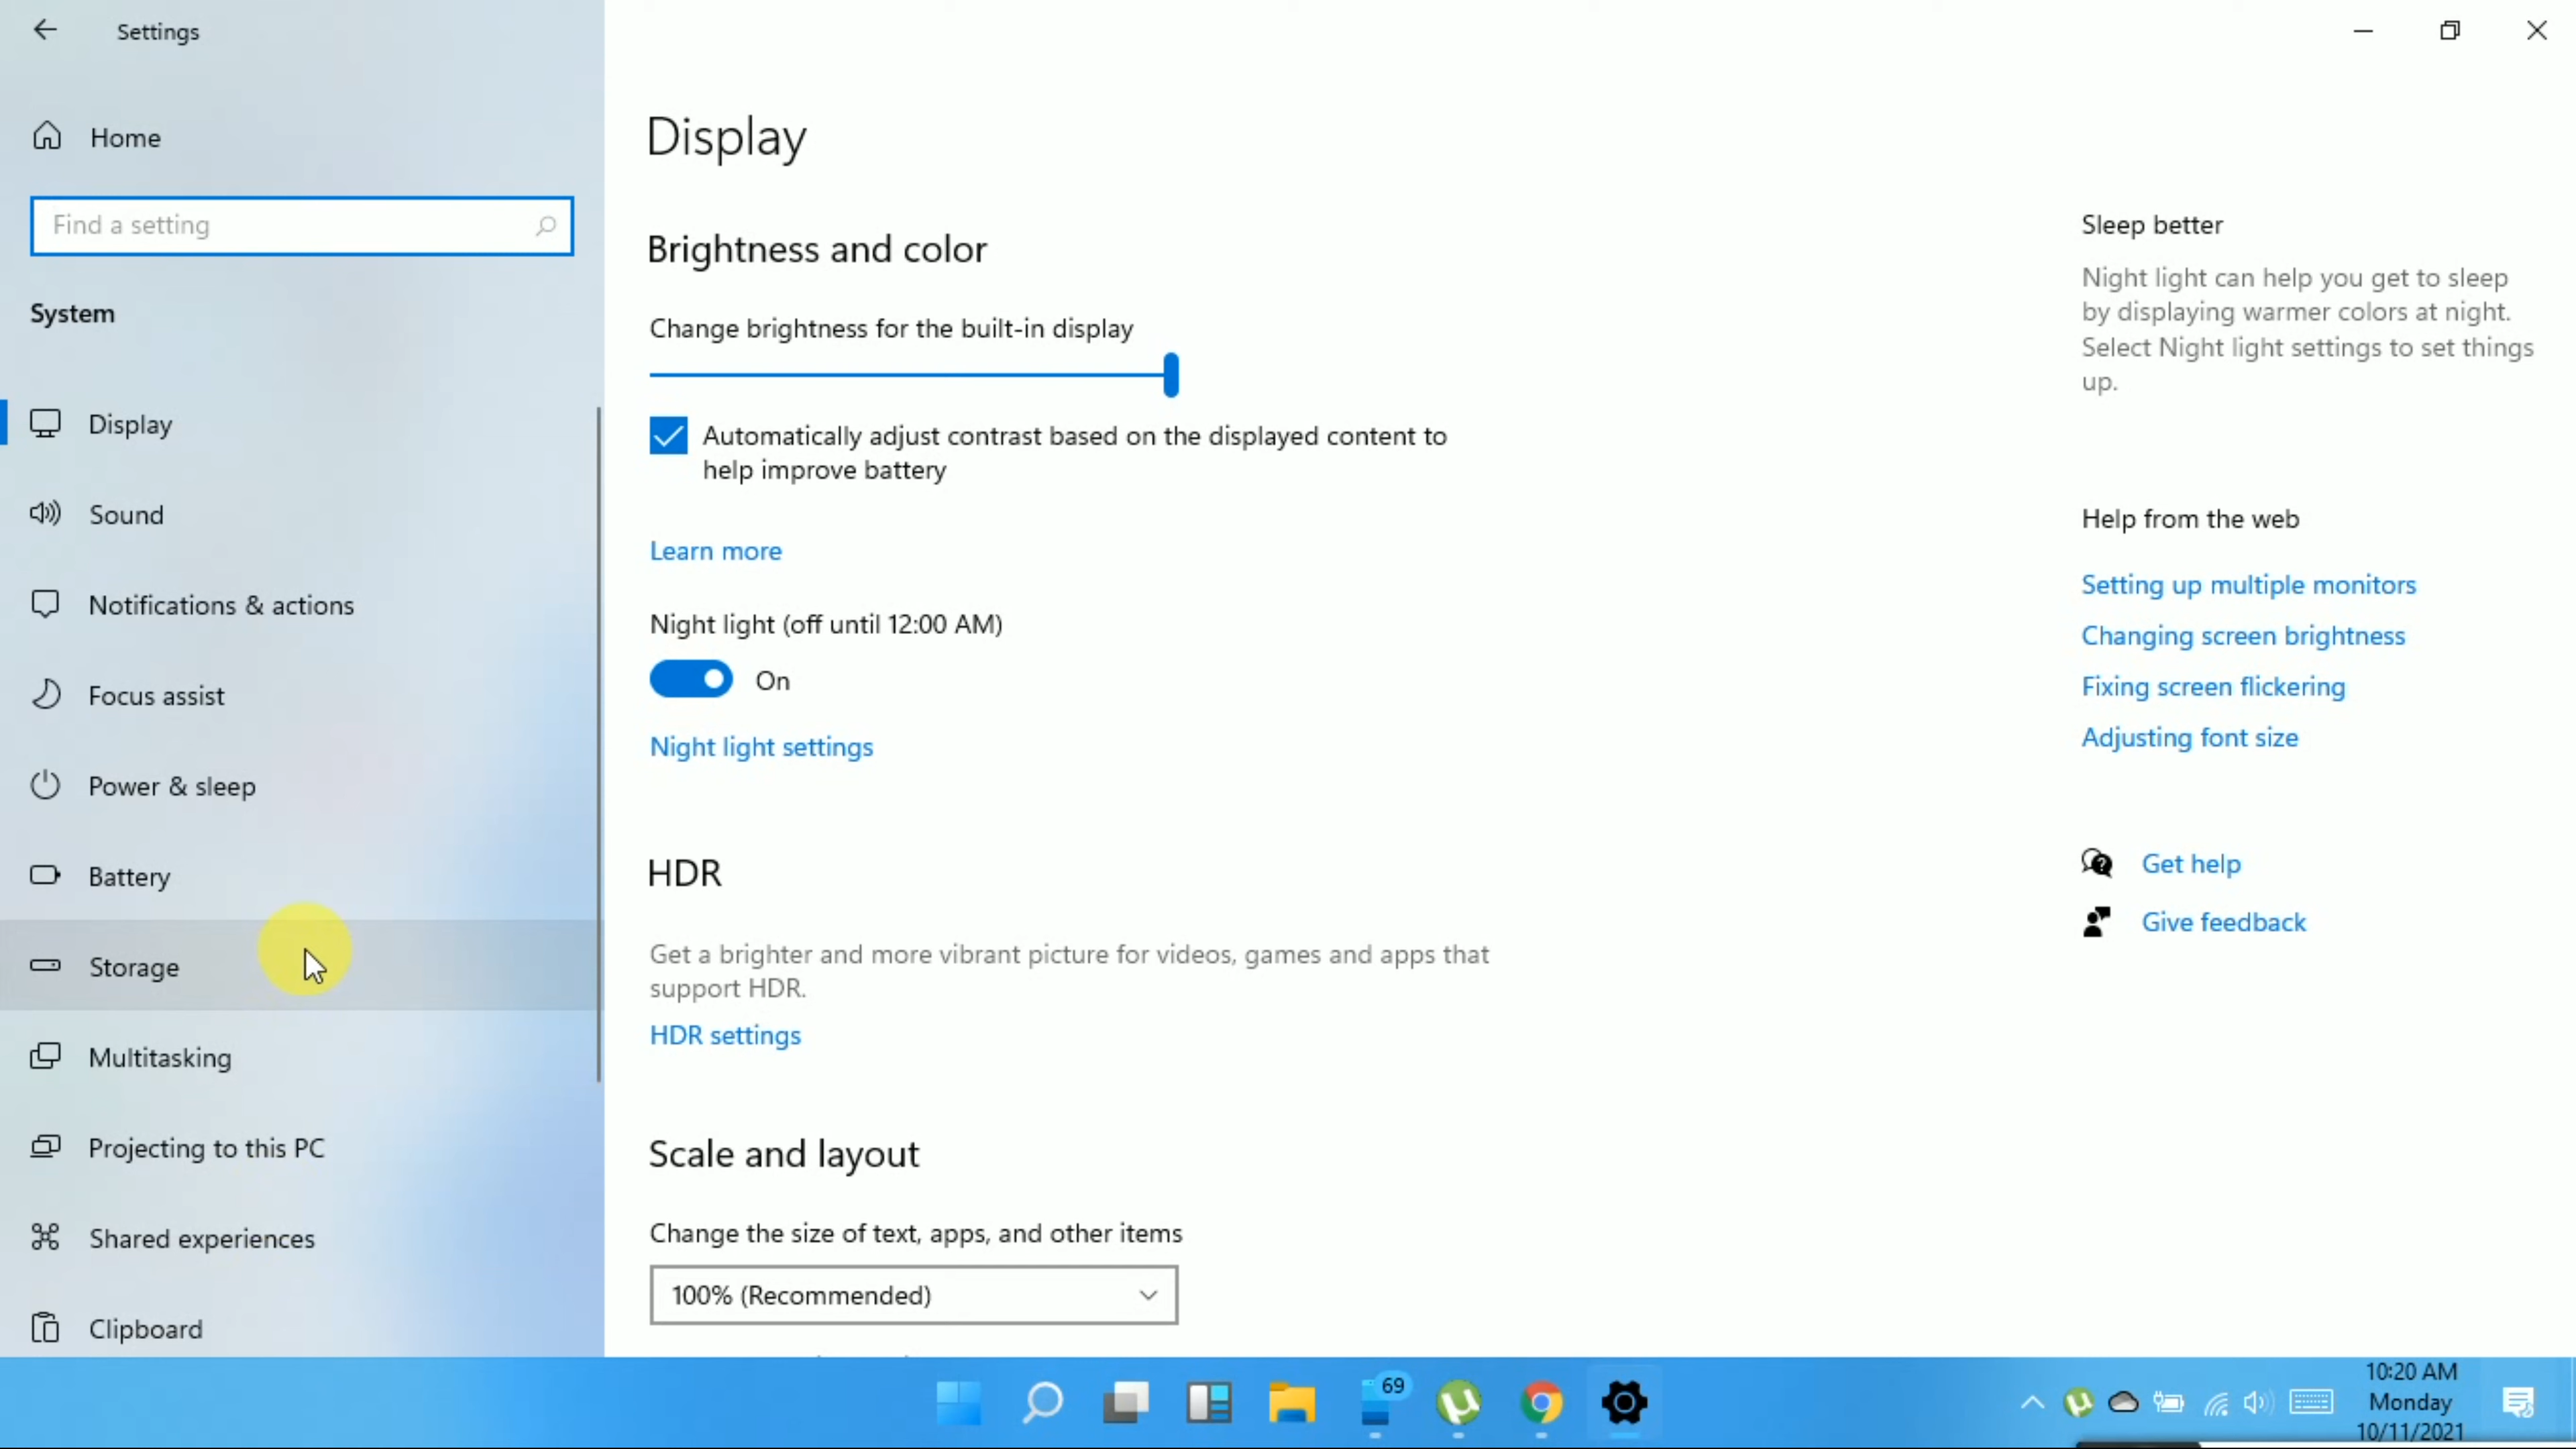 Settings
Home
Find a setting
System
Display
Sound
Notifications & actions
Focus assist
Power & sleep
Battery
Storage
Multitasking
Projecting to this PC
Shared experiences
Clipboard
Display
Brightness and color
Change brightness for the built-in display
Automatically adjust contrast based on the displayed content to
help improve battery
Learn more
Night light (off until 12:00 AM)
On
Night light settings
HDR
Get a brighter and more vibrant picture for videos, games and apps that
support HDR.
HDR settings
Scale and layout
Change the size of text, apps, and other items
100% (Recommended)
Sleep better
Night light can help you get to sleep
by displaying warmer colors at night.
Select Night light settings to set things
up.
Help from the web
Setting up multiple monitors
Changing screen brightness
Fixing screen flickering
Adjusting font size
Get help
Give feedback
69
10:20 AM
Monday
10/11/2021